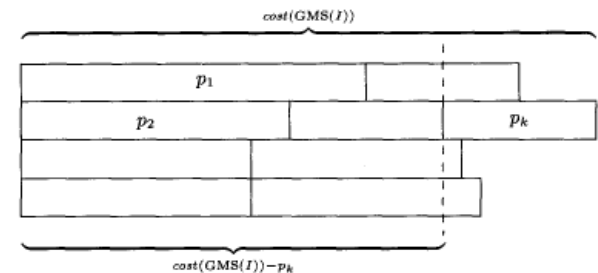 cost(GMS(I))
p₁
p₂ pₖ
cost(GMS(I))−pₖ